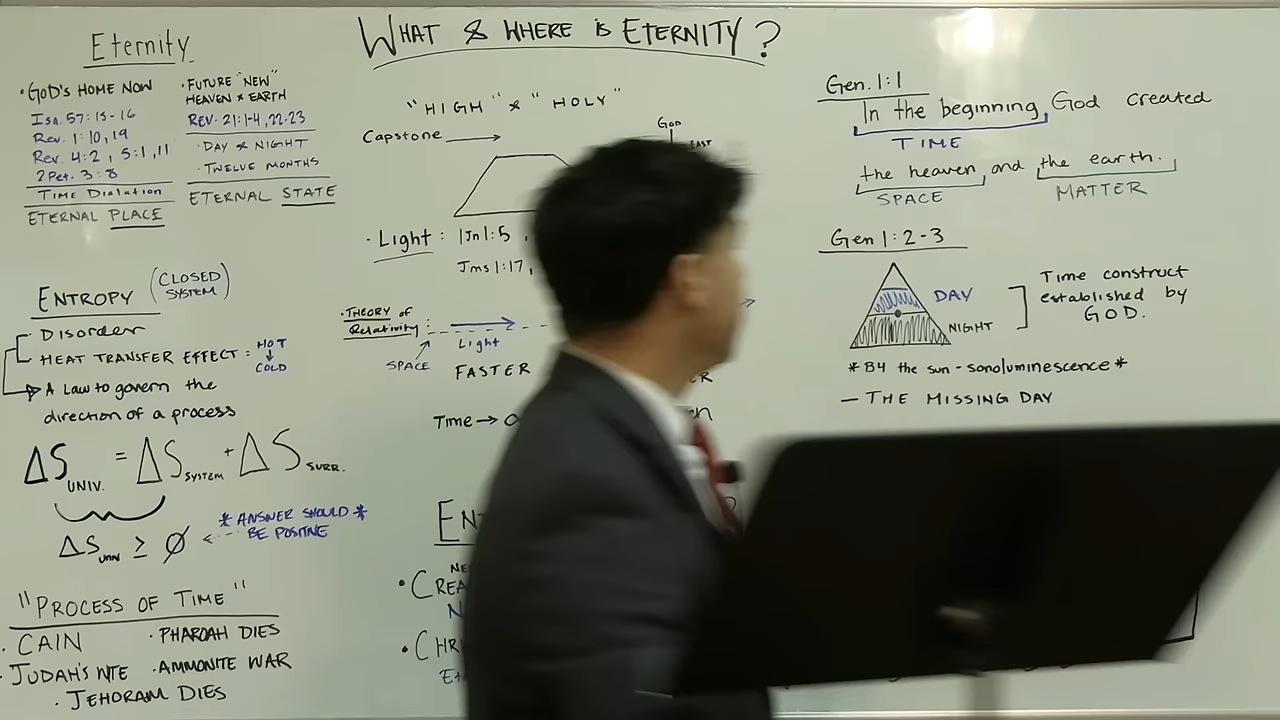 WHAT & WHERE IS ETERNITY?
Eternity
· GOD'S HOME NOW
Isa. 57:15-16
Rev. 1:10, 19
Rev. 4:2, 5:1, 11
2 Pet. 3:8
TIME DIALATION
ETERNAL PLACE
· FUTURE "NEW"
HEAVEN & EARTH
REV. 21:1-4, 22-23
· DAY & NIGHT
· TWELVE MONTHS
ETERNAL STATE
ENTROPY (CLOSED
SYSTEM)
Disorder
HEAT TRANSFER EFFECT : HOT
COLD
A LAW TO govern the
direction of a process
ΔS UNIV. = ΔS SYSTEM + ΔS SURR.
ΔS UNIV ≥ Ø
* ANSWER SHOULD *
BE POSITIVE
"PROCESS OF TIME"
· CAIN
· JUDAH'S WIFE
· JEHORAM DIES
· PHAROAH DIES
· AMMONITE WAR
"HIGH" & "HOLY"
Capstone
GOD
EAST
· Light : 1Jn 1:5,
Jms 1:17,
· THEORY of
Relativity :
Light
SPACE
FASTER
Time →
Gen. 1:1
In the beginning, God created
TIME
the heaven, and the earth.
SPACE
MATTER
Gen 1:2-3
DAY
NIGHT
Time construct
established by
GOD.
* B4 the sun - sonoluminescence *
— THE MISSING DAY